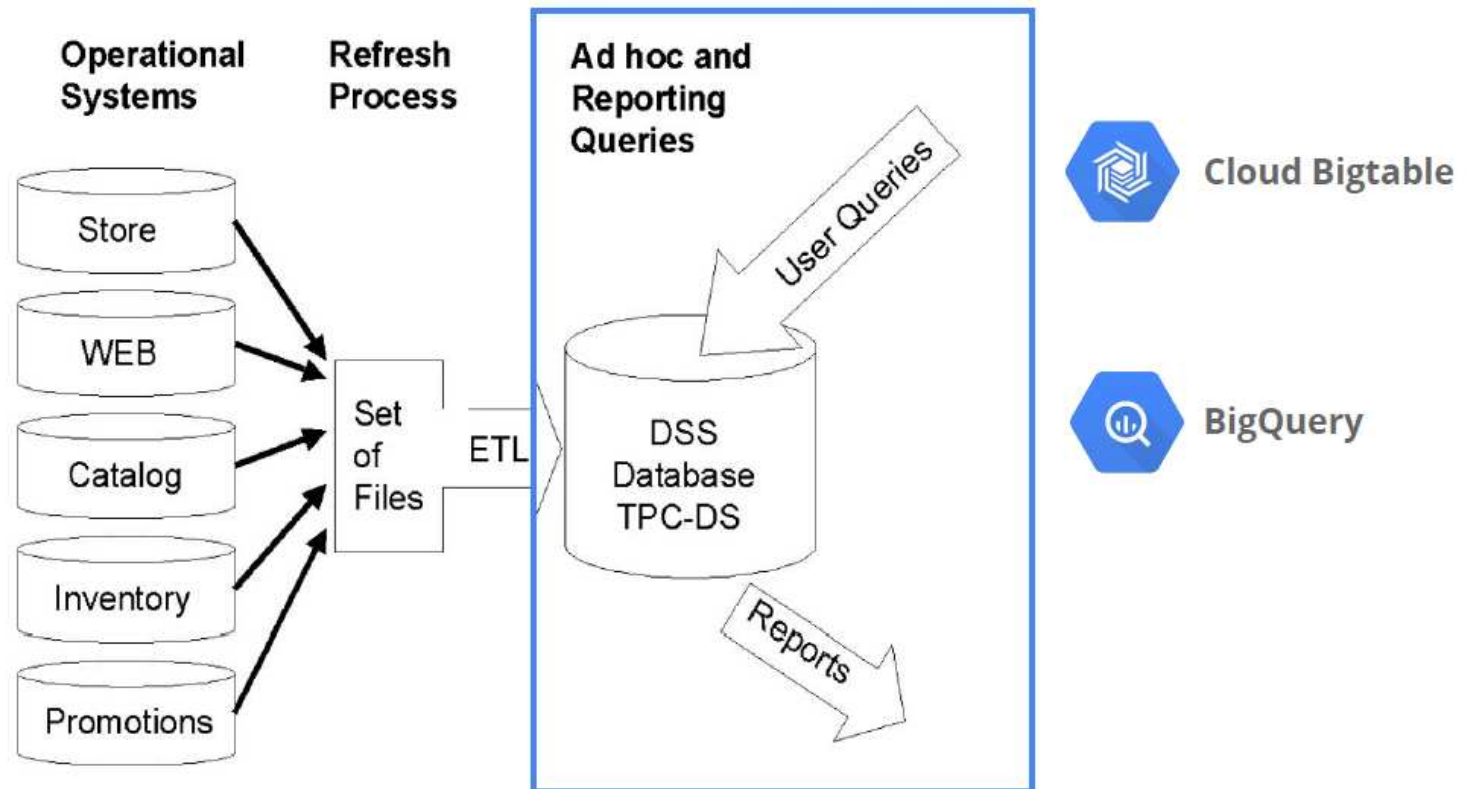 Operational
Systems
Refresh
Process
Ad hoc and
Reporting
Queries
Store
WEB
Catalog
Inventory
Promotions
Set
of
Files
ETL
User Queries
DSS
Database
TPC-DS
Reports
Cloud Bigtable
BigQuery